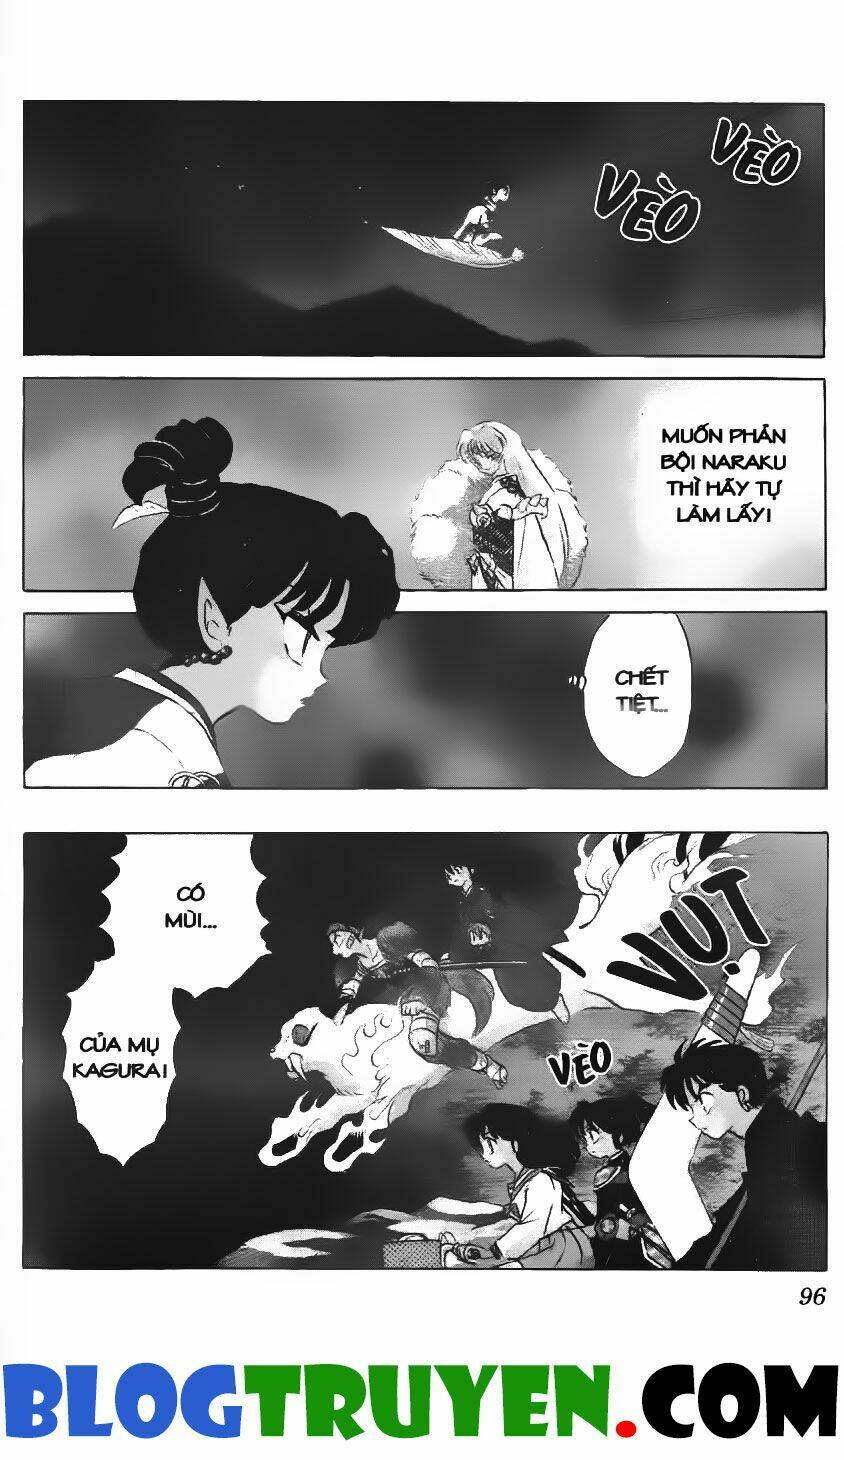 VÈO
VÈO
MUỐN PHẢN
BỘI NARAKU
THÌ HÃY TỰ
LÀM LẤY!
CHẾT
TIỆT...
CÓ
MÙI...
VỤT
CỦA MỤ
KAGURA!
VÈO
96
BLOGTRUYEN.COM